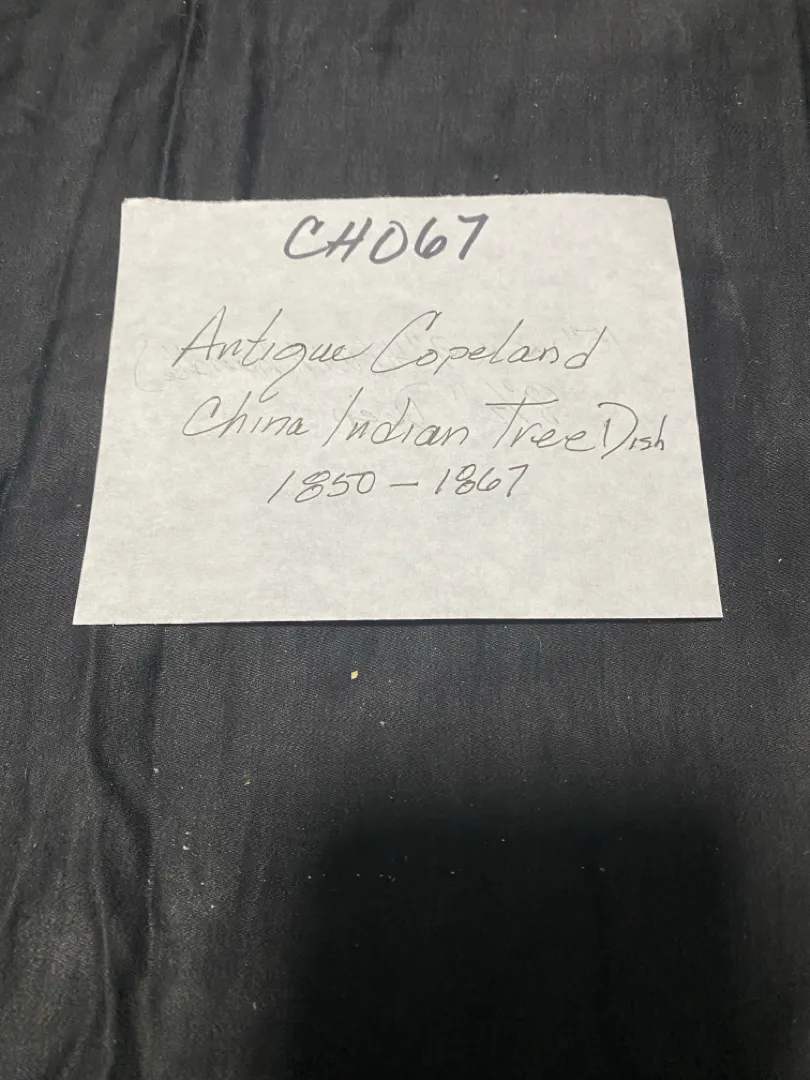 CH067
Antique Copeland
China Indian Tree Dish
1850 - 1867